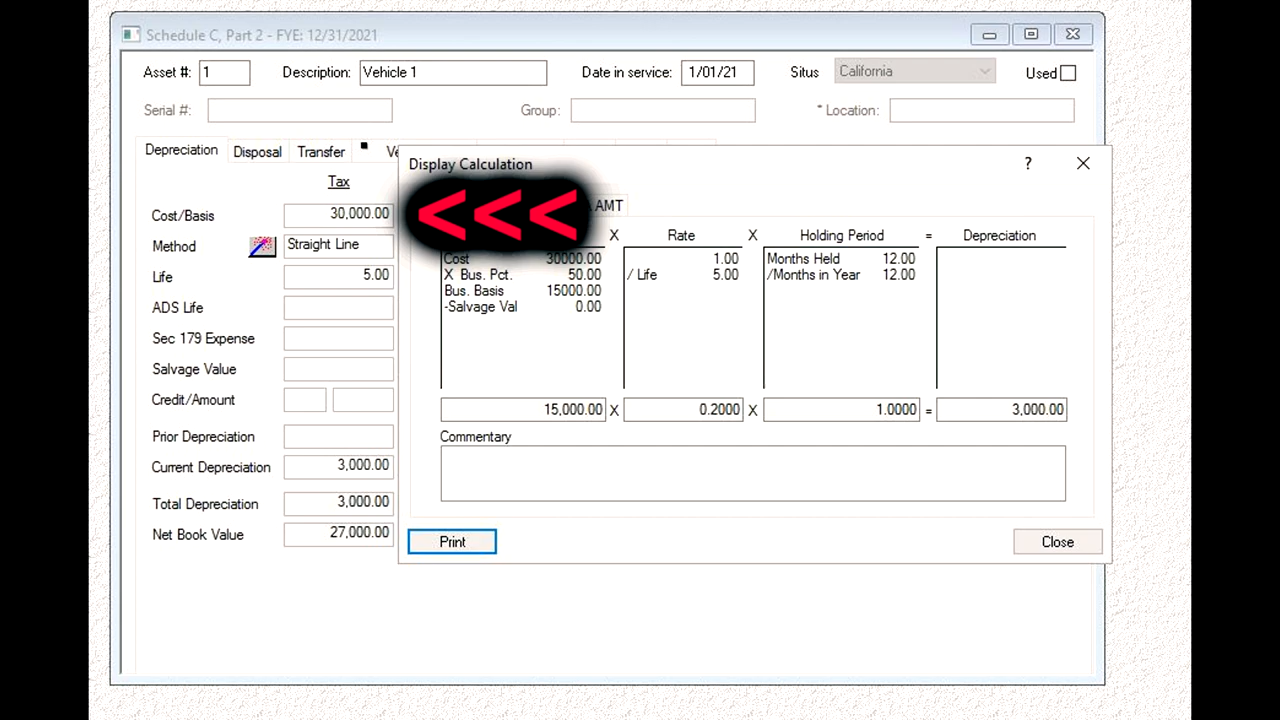 Schedule C, Part 2 - FYE: 12/31/2021
Asset #: 1 Description: Vehicle 1 Date in service: 1/01/21 Situs California Used
Serial #: Group: * Location:
Depreciation Disposal Transfer
Display Calculation ?
Tax
<<<
AMT
Cost/Basis 30,000.00
Method Straight Line
Life 5.00
ADS Life
Sec 179 Expense
Salvage Value
Credit/Amount
Prior Depreciation
Current Depreciation 3,000.00
Total Depreciation 3,000.00
Net Book Value 27,000.00
X Rate X Holding Period = Depreciation
Cost 30000.00 1.00 Months Held 12.00
X Bus. Pct. 50.00 / Life 5.00 /Months in Year 12.00
Bus. Basis 15000.00
-Salvage Val 0.00
15,000.00 X 0.2000 X 1.0000 = 3,000.00
Commentary
Print Close